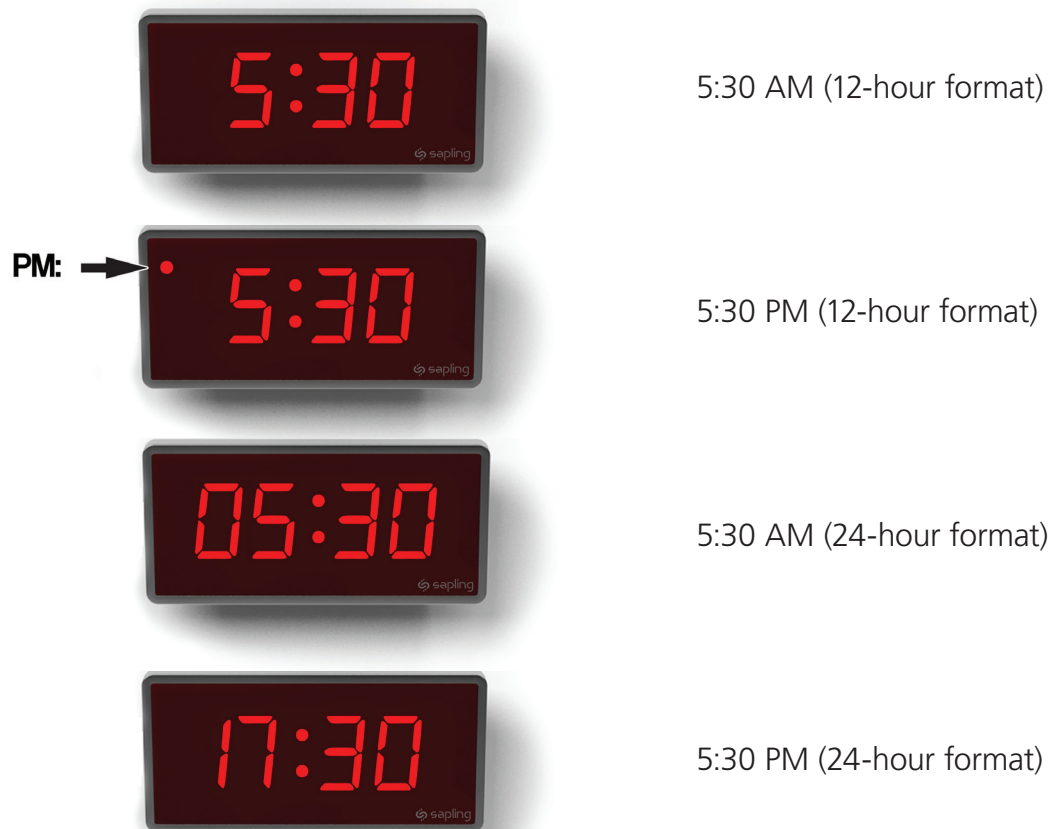 5:30
sapling
5:30 AM (12-hour format)
PM:
5:30
sapling
5:30 PM (12-hour format)
05:30
sapling
5:30 AM (24-hour format)
17:30
sapling
5:30 PM (24-hour format)